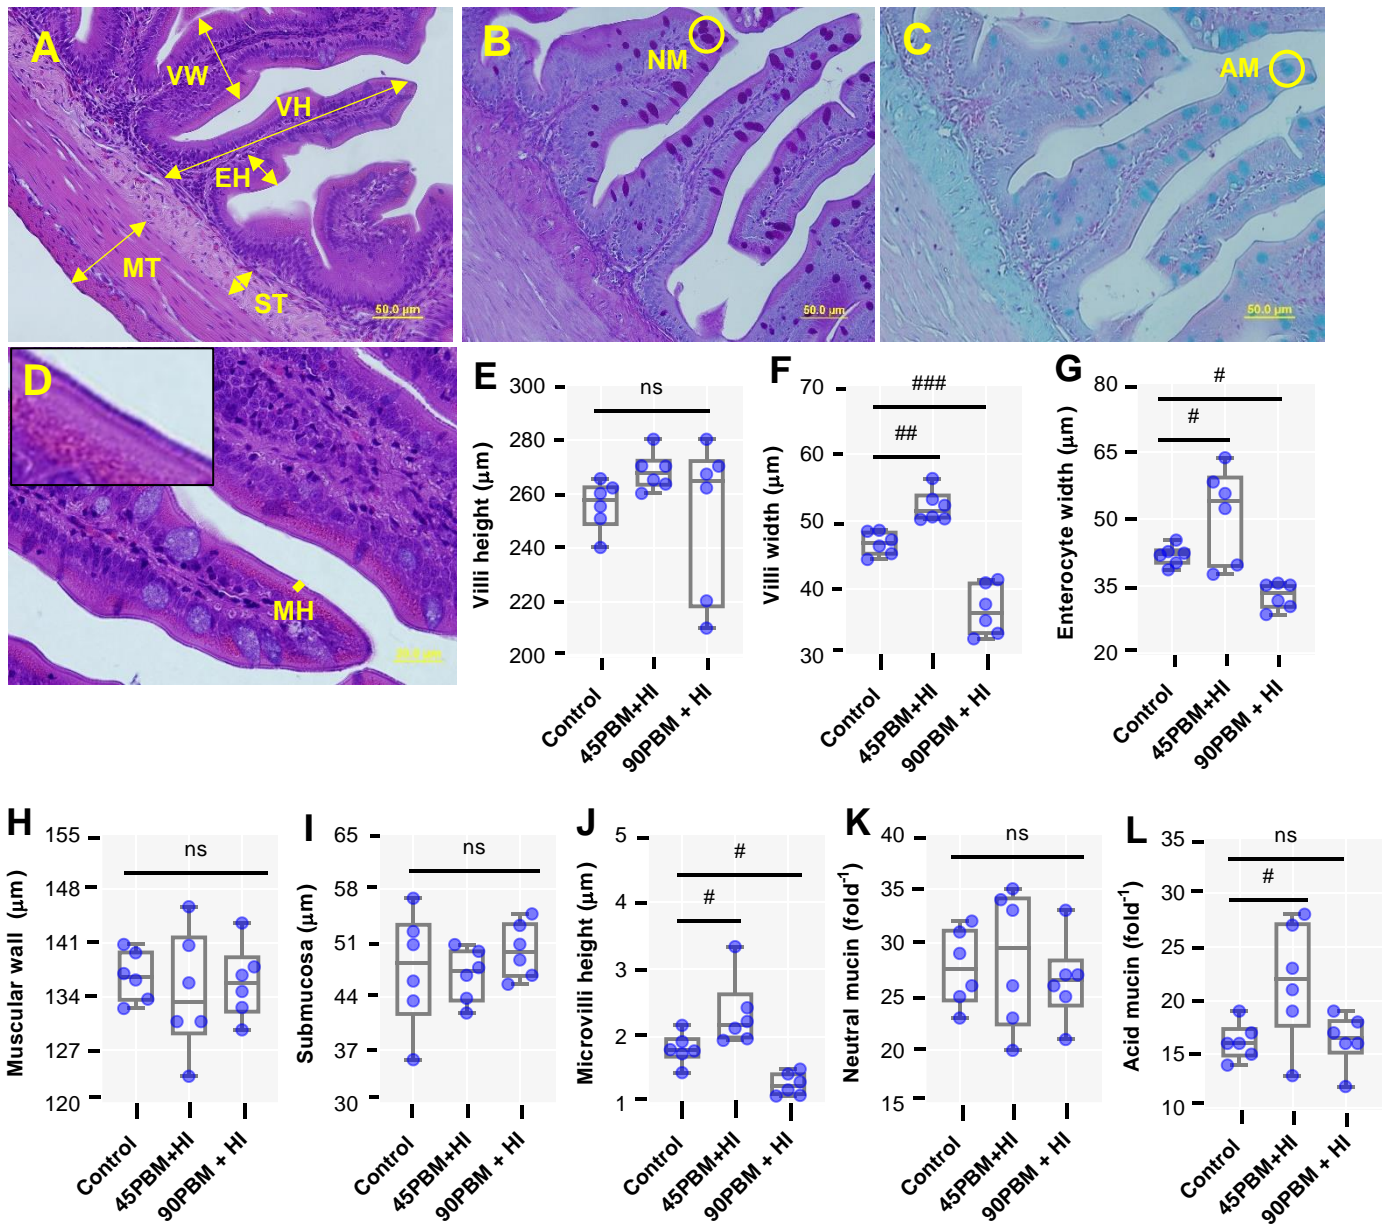 A
VW
VH
EH
MT
ST
50.0 µm
B
NM
50.0 µm
C
AM
50.0 µm
D
MH
E
300
280
260
240
220
200
Villi height (µm)
ns
Control
45PBM+HI
90PBM + HI
F
70
60
50
40
30
Villi width (µm)
###
##
Control
45PBM+HI
90PBM + HI
G
80
65
50
35
20
Enterocyte width (µm)
#
#
Control
45PBM+HI
90PBM + HI
H
155
148
141
134
127
120
Muscular wall (µm)
ns
Control
45PBM+HI
90PBM + HI
I
65
58
51
44
37
30
Submucosa (µm)
ns
Control
45PBM+HI
90PBM + HI
J
5
4
3
2
1
Microvilli height (µm)
#
#
Control
45PBM+HI
90PBM + HI
K
40
35
30
25
20
15
Neutral mucin (fold⁻¹)
ns
Control
45PBM+HI
90PBM + HI
L
35
30
25
20
15
10
Acid mucin (fold⁻¹)
ns
#
Control
45PBM+HI
90PBM + HI